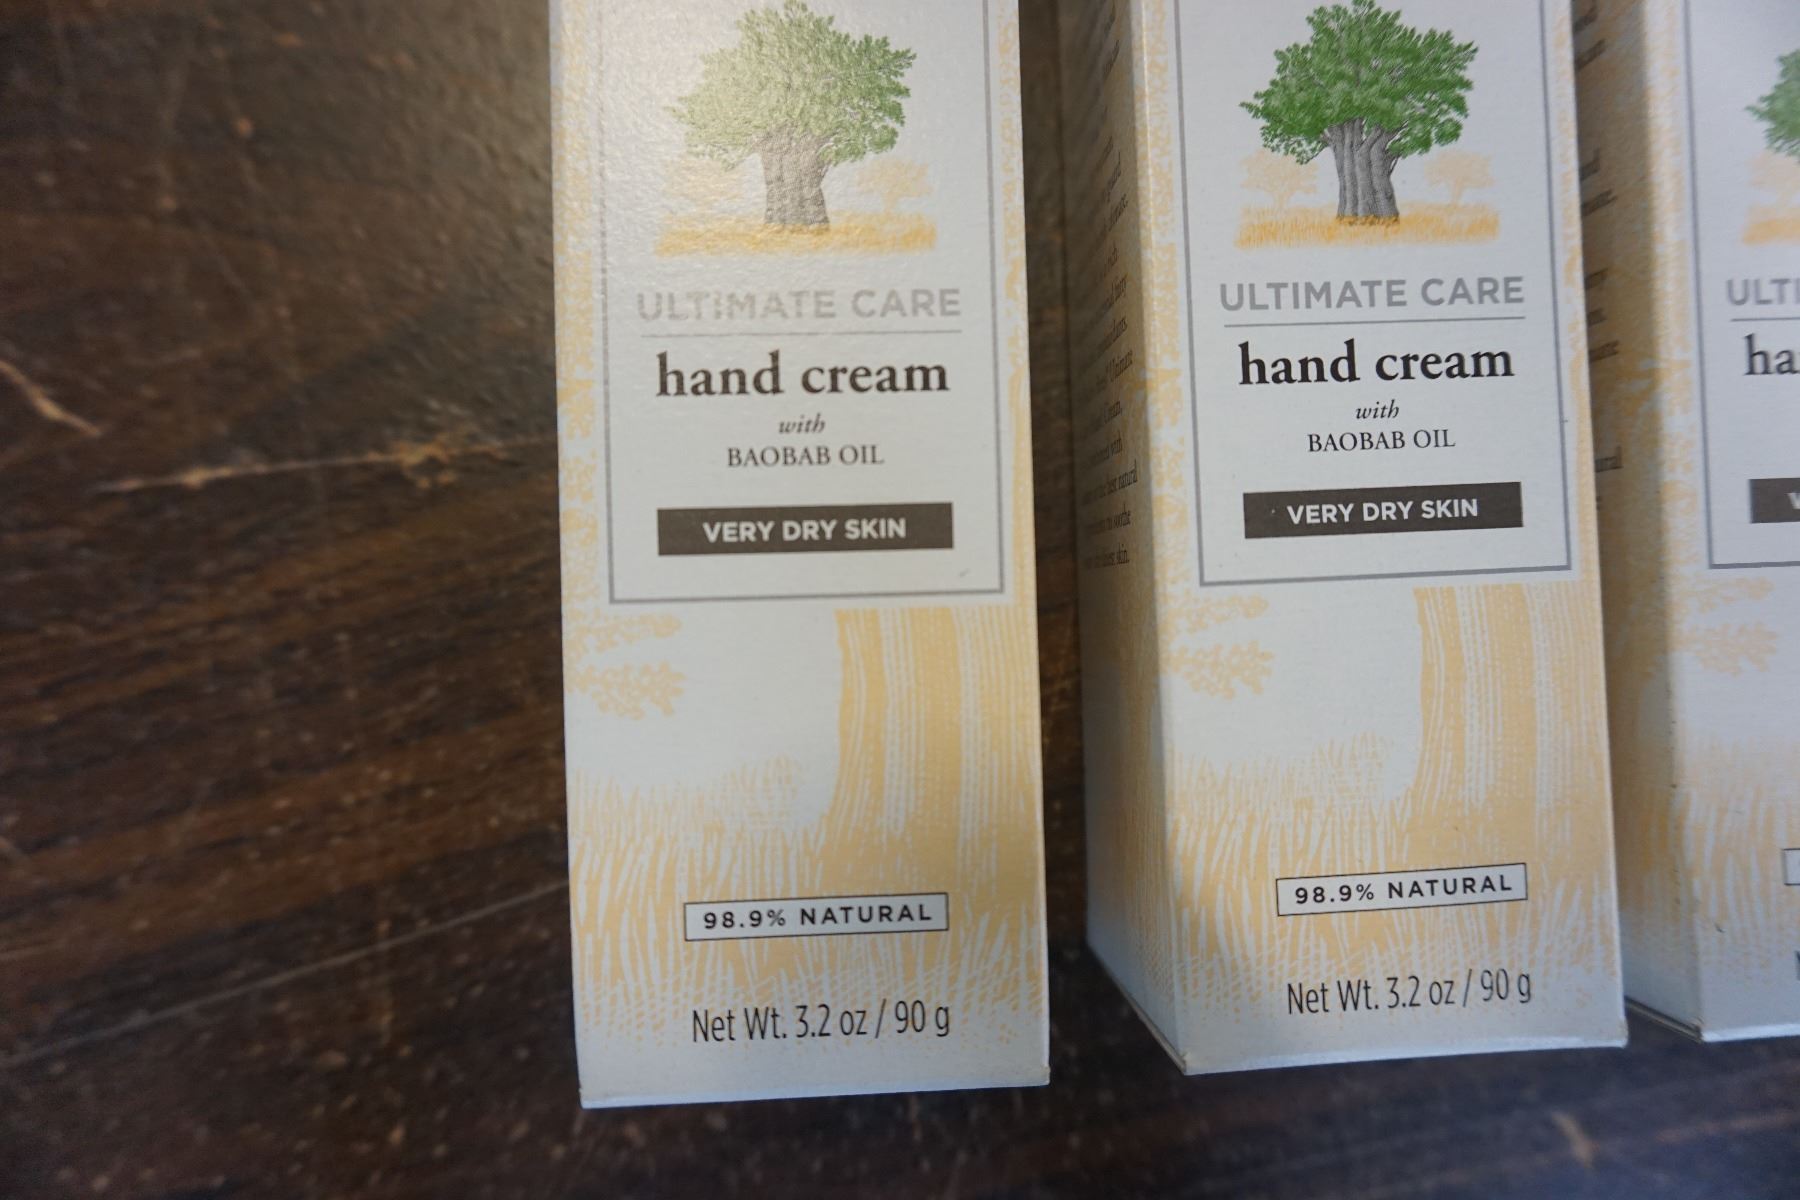 ULTIMATE CARE
hand cream
with
BAOBAB OIL
VERY DRY SKIN
98.9% NATURAL
Net Wt. 3.2 oz / 90 g
ULTIMATE CARE
hand cream
with
BAOBAB OIL
VERY DRY SKIN
98.9% NATURAL
Net Wt. 3.2 oz / 90 g
ULTI
ha